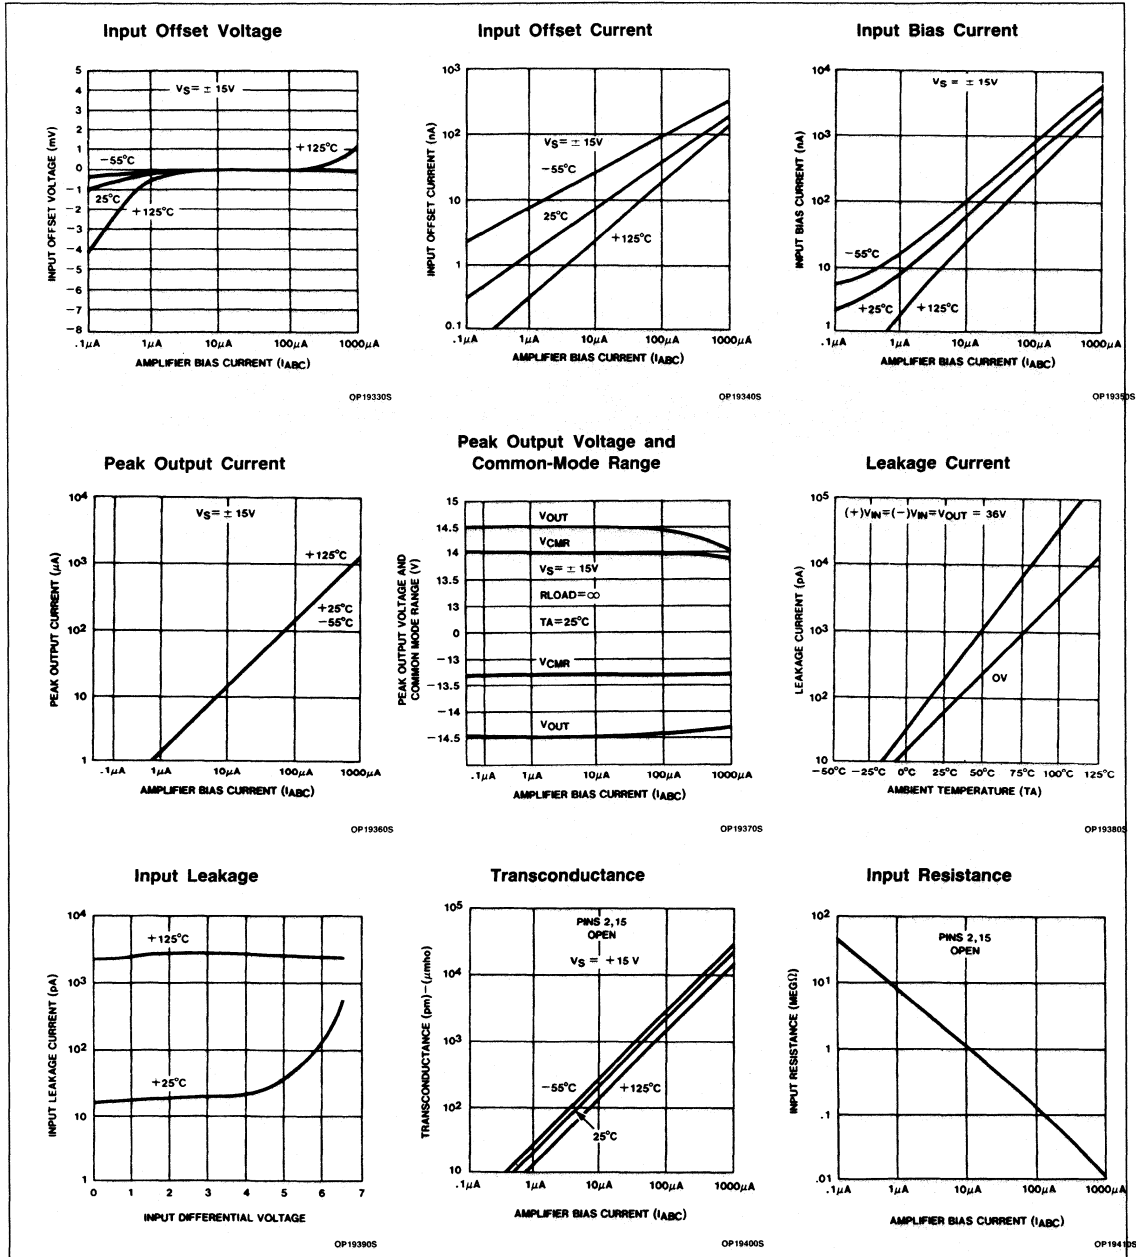 Input Offset Voltage
5
4
3
2
1
0
−1
−2
−3
−4
−5
−6
−7
−8
INPUT OFFSET VOLTAGE (mV)
VS = ± 15V
+125°C
−55°C
25°C
+125°C
.1µA 1µA 10µA 100µA 1000µA
AMPLIFIER BIAS CURRENT (IABC)
OP19330S
Input Offset Current
10³
10²
10
1
0.1
INPUT OFFSET CURRENT (nA)
VS = ± 15V
−55°C
25°C
+125°C
.1µA 1µA 10µA 100µA 1000µA
AMPLIFIER BIAS CURRENT (IABC)
OP19340S
Input Bias Current
10⁴
10³
10²
10
1
INPUT BIAS CURRENT (nA)
VS = ± 15V
−55°C
+25°C
+125°C
.1µA 1µA 10µA 100µA 1000µA
AMPLIFIER BIAS CURRENT (IABC)
OP19350S
Peak Output Current
10⁴
10³
10²
10
1
PEAK OUTPUT CURRENT (µA)
VS = ± 15V
+125°C
+25°C
−55°C
.1µA 1µA 10µA 100µA 1000µA
AMPLIFIER BIAS CURRENT (IABC)
OP19360S
Peak Output Voltage and
Common-Mode Range
15
14.5
14
13.5
13
0
−13
−13.5
−14
−14.5
PEAK OUTPUT VOLTAGE AND
COMMON MODE RANGE (V)
VOUT
VCMR
VS = ± 15V
RLOAD=∞
TA=25°C
VCMR
VOUT
.1µA 1µA 10µA 100µA 1000µA
AMPLIFIER BIAS CURRENT (IABC)
OP19370S
Leakage Current
10⁵
10⁴
10³
10²
10
LEAKAGE CURRENT (pA)
(+)VIN=(−)VIN=VOUT = 36V
OV
−50°C −25°C 0°C 25°C 50°C 75°C 100°C 125°C
AMBIENT TEMPERATURE (TA)
OP19380S
Input Leakage
10⁴
10³
10²
10
1
INPUT LEAKAGE CURRENT (pA)
+125°C
+25°C
0 1 2 3 4 5 6 7
INPUT DIFFERENTIAL VOLTAGE
OP19390S
Transconductance
10⁵
10⁴
10³
10²
10
TRANSCONDUCTANCE (pm)−(µmho)
PINS 2,15
OPEN
VS = +15 V
−55°C
+125°C
25°C
.1µA 1µA 10µA 100µA 1000µA
AMPLIFIER BIAS CURRENT (IABC)
OP19400S
Input Resistance
10²
10¹
1
.1
.01
INPUT RESISTANCE (MEGΩ)
PINS 2,15
OPEN
.1µA 1µA 10µA 100µA 1000µA
AMPLIFIER BIAS CURRENT (IABC)
OP19410S